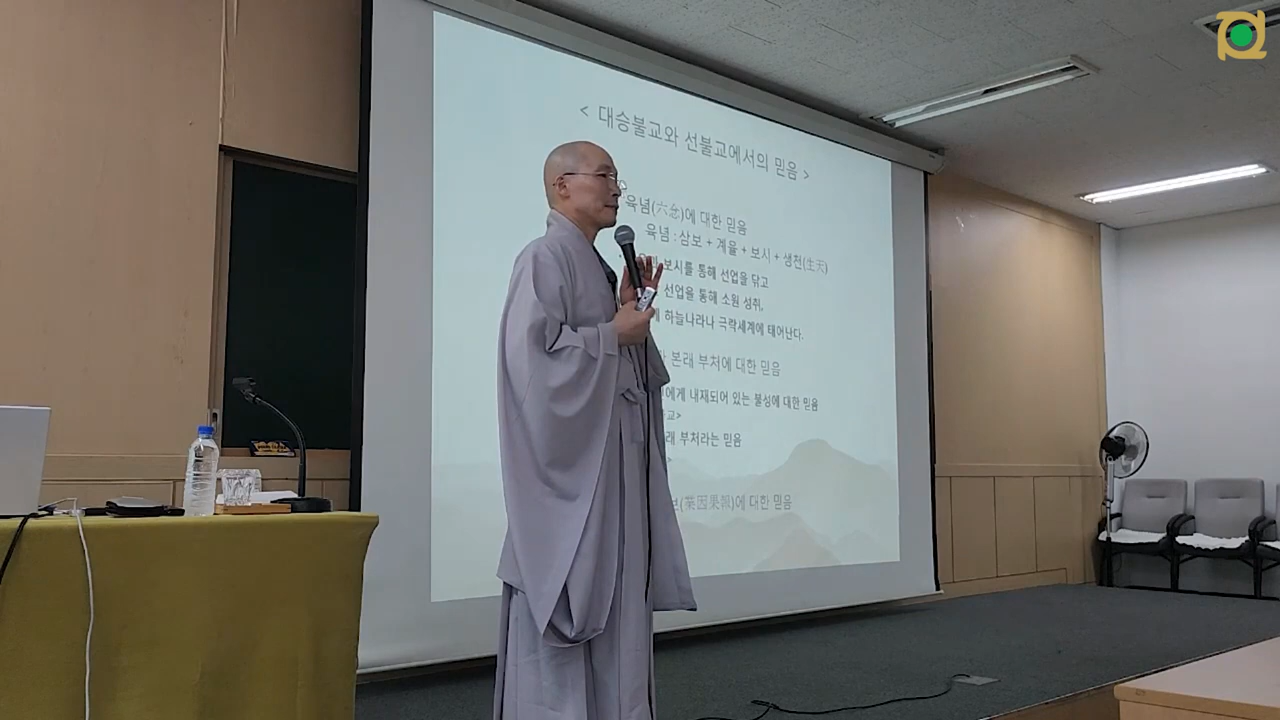 < 대승불교와 선불교에서의 믿음 >
육념(六念)에 대한 믿음
육념 : 삼보 + 계율 + 보시 + 생천(生天)
보시를 통해 선업을 닦고
선업을 통해 소원 성취,
하늘나라나 극락세계에 태어난다.
본래 부처에 대한 믿음
에게 내재되어 있는 불성에 대한 믿음
교>
래 부처라는 믿음
보(業因果報)에 대한 믿음